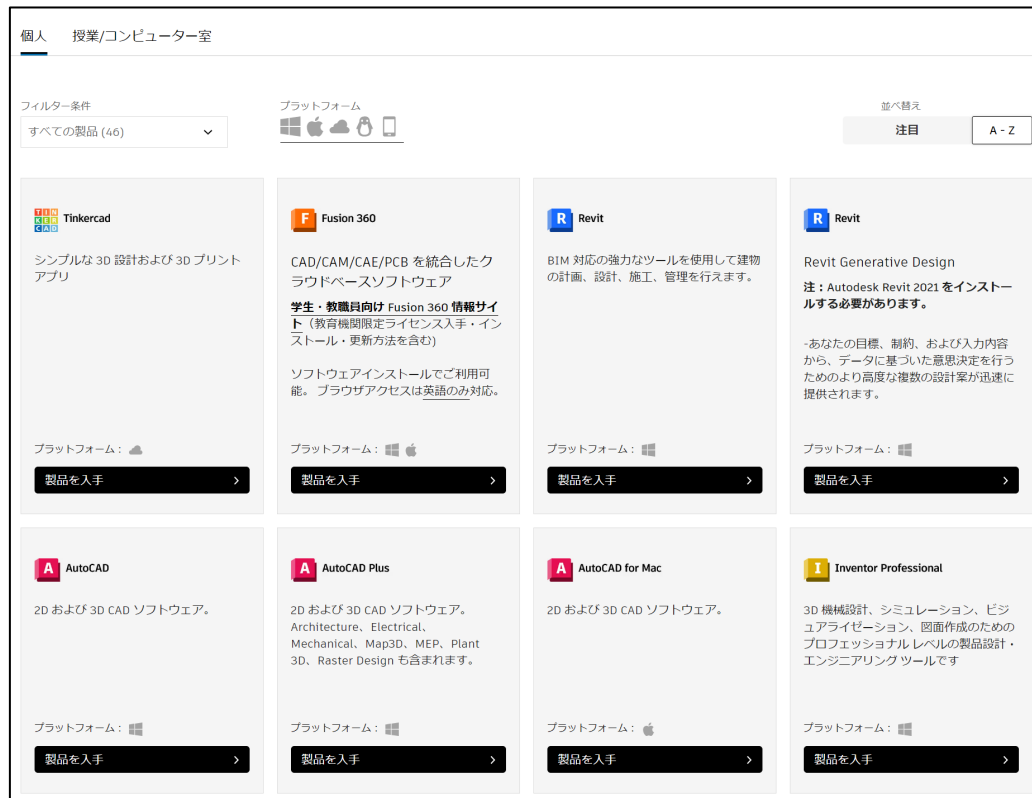 個人 授業/コンピューター室
フィルター条件
すべての製品 (46)
プラットフォーム
並べ替え
注目
A - Z
TINKERCAD
Tinkercad
シンプルな 3D 設計および 3D プリント
アプリ
プラットフォーム：
製品を入手
F Fusion 360
CAD/CAM/CAE/PCB を統合したク
ラウドベースソフトウェア
学生・教職員向け Fusion 360 情報サイ
ト（教育機関限定ライセンス入手・イン
ストール・更新方法を含む)
ソフトウェアインストールでご利用可
能。 ブラウザアクセスは英語のみ対応。
プラットフォーム：
製品を入手
R Revit
BIM 対応の強力なツールを使用して建物
の計画、設計、施工、管理を行えます。
プラットフォーム：
製品を入手
R Revit
Revit Generative Design
注：Autodesk Revit 2021 をインストー
ルする必要があります。
-あなたの目標、制約、および入力内容
から、データに基づいた意思決定を行う
ためのより高度な複数の設計案が迅速に
提供されます。
プラットフォーム：
製品を入手
A AutoCAD
2D および 3D CAD ソフトウェア。
プラットフォーム：
製品を入手
A AutoCAD Plus
2D および 3D CAD ソフトウェア。
Architecture、Electrical、
Mechanical、Map3D、MEP、Plant
3D、Raster Design も含まれます。
プラットフォーム：
製品を入手
A AutoCAD for Mac
2D および 3D CAD ソフトウェア。
プラットフォーム：
製品を入手
I Inventor Professional
3D 機械設計、シミュレーション、ビジ
ュアライゼーション、図面作成のための
プロフェッショナル レベルの製品設計・
エンジニアリング ツールです
プラットフォーム：
製品を入手